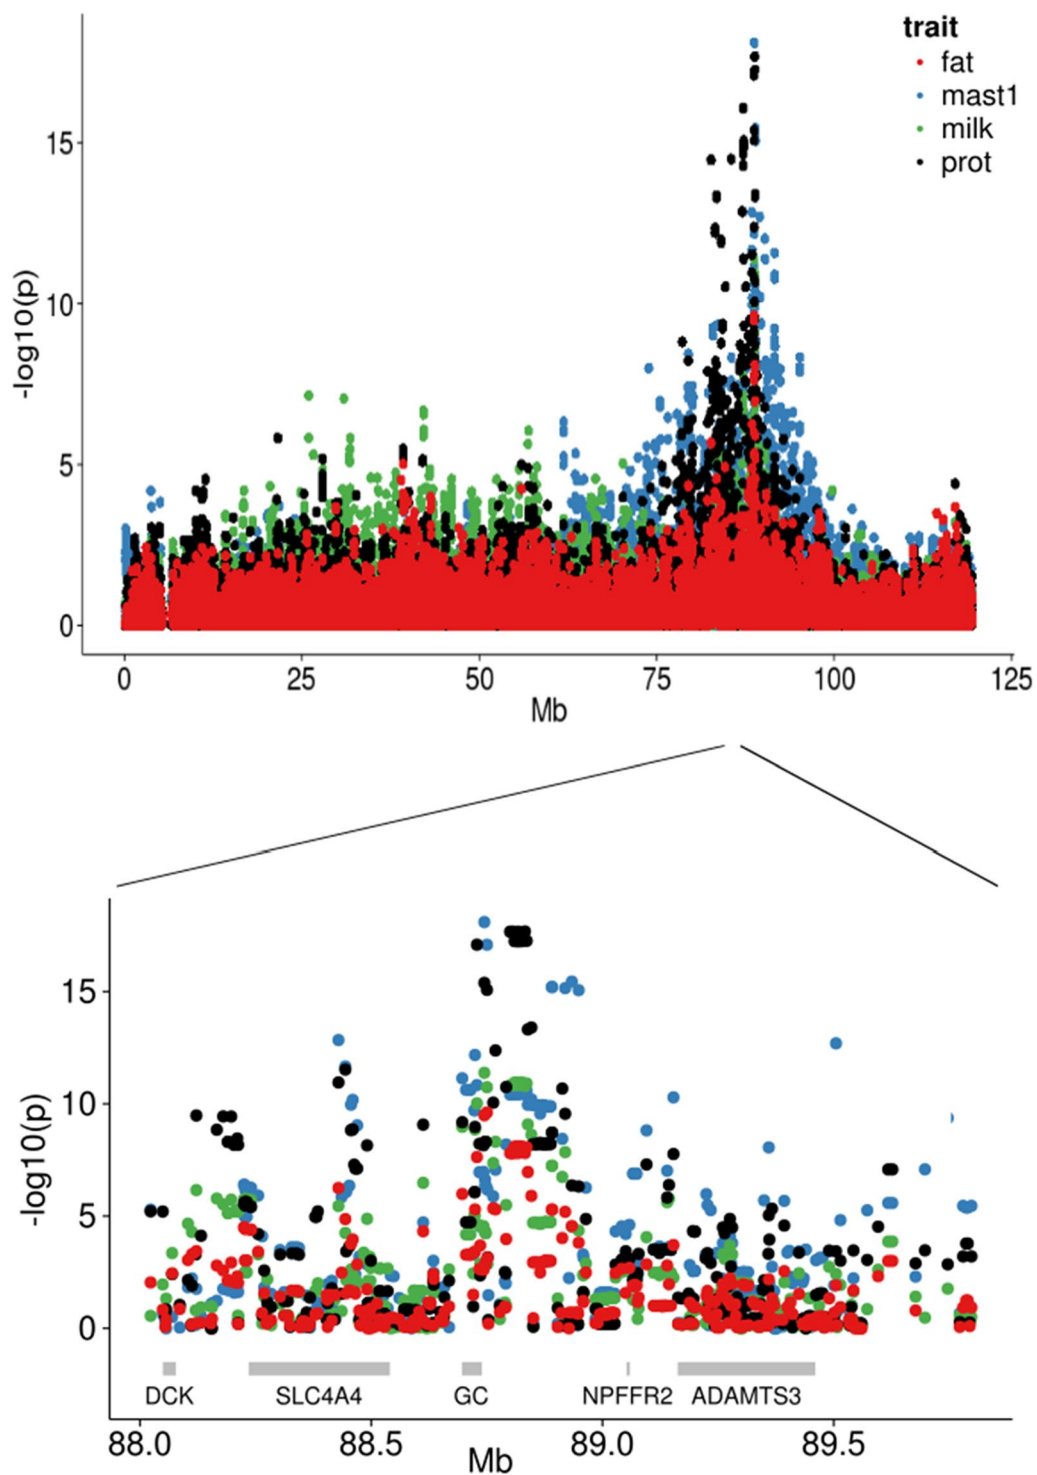 trait
fat
mast1
milk
prot
15
10
5
0
-log10(p)
0 25 50 75 100 125
Mb
15
10
5
0
-log10(p)
DCK SLC4A4 GC NPFFR2 ADAMTS3
88.0 88.5 89.0 89.5
Mb